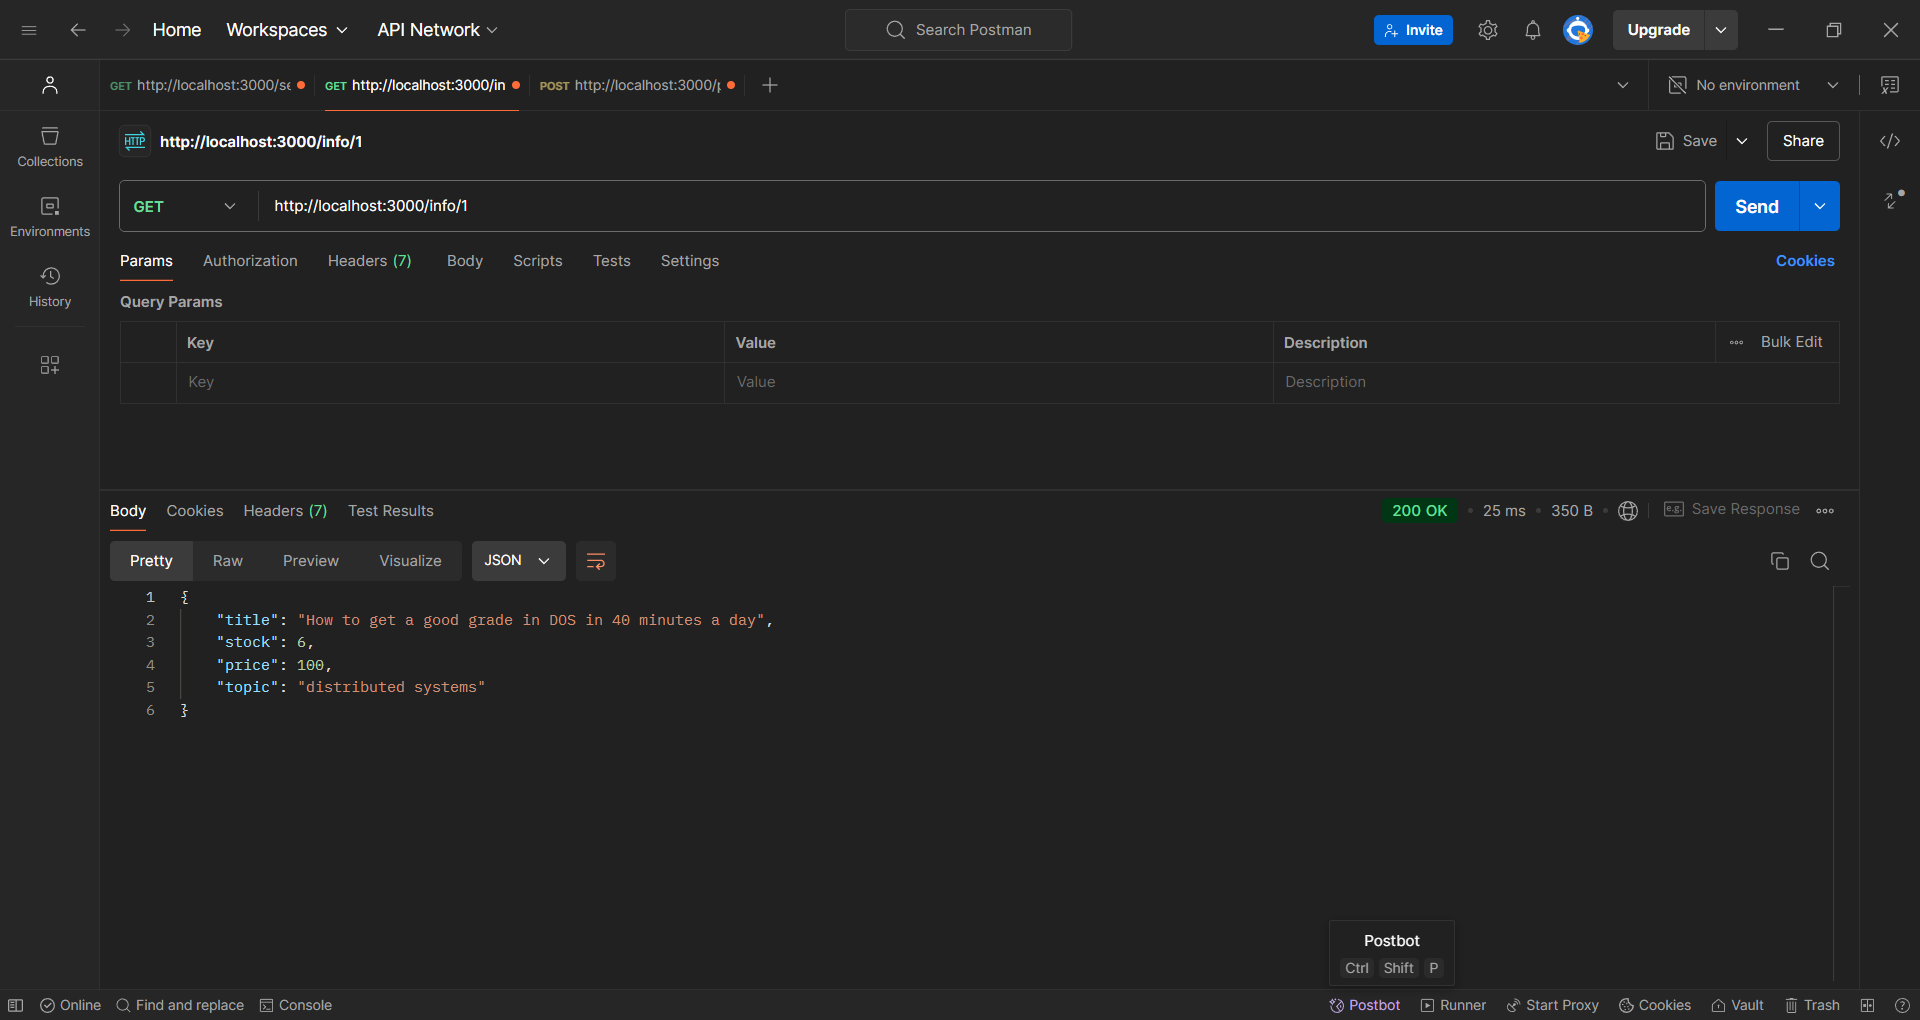 Home Workspaces API Network Search Postman Invite Upgrade
GET http://localhost:3000/se GET http://localhost:3000/in POST http://localhost:3000/p No environment
HTTP http://localhost:3000/info/1 Save Share
Collections
GET http://localhost:3000/info/1 Send
Environments
Params Authorization Headers (7) Body Scripts Tests Settings Cookies
History
Query Params
Key Value Description Bulk Edit
Key Value Description
Body Cookies Headers (7) Test Results 200 OK 25 ms 350 B e.g. Save Response
Pretty Raw Preview Visualize JSON
1 {
2 "title": "How to get a good grade in DOS in 40 minutes a day",
3 "stock": 6,
4 "price": 100,
5 "topic": "distributed systems"
6 }
Postbot
Ctrl Shift P
Online Find and replace Console Postbot Runner Start Proxy Cookies Vault Trash